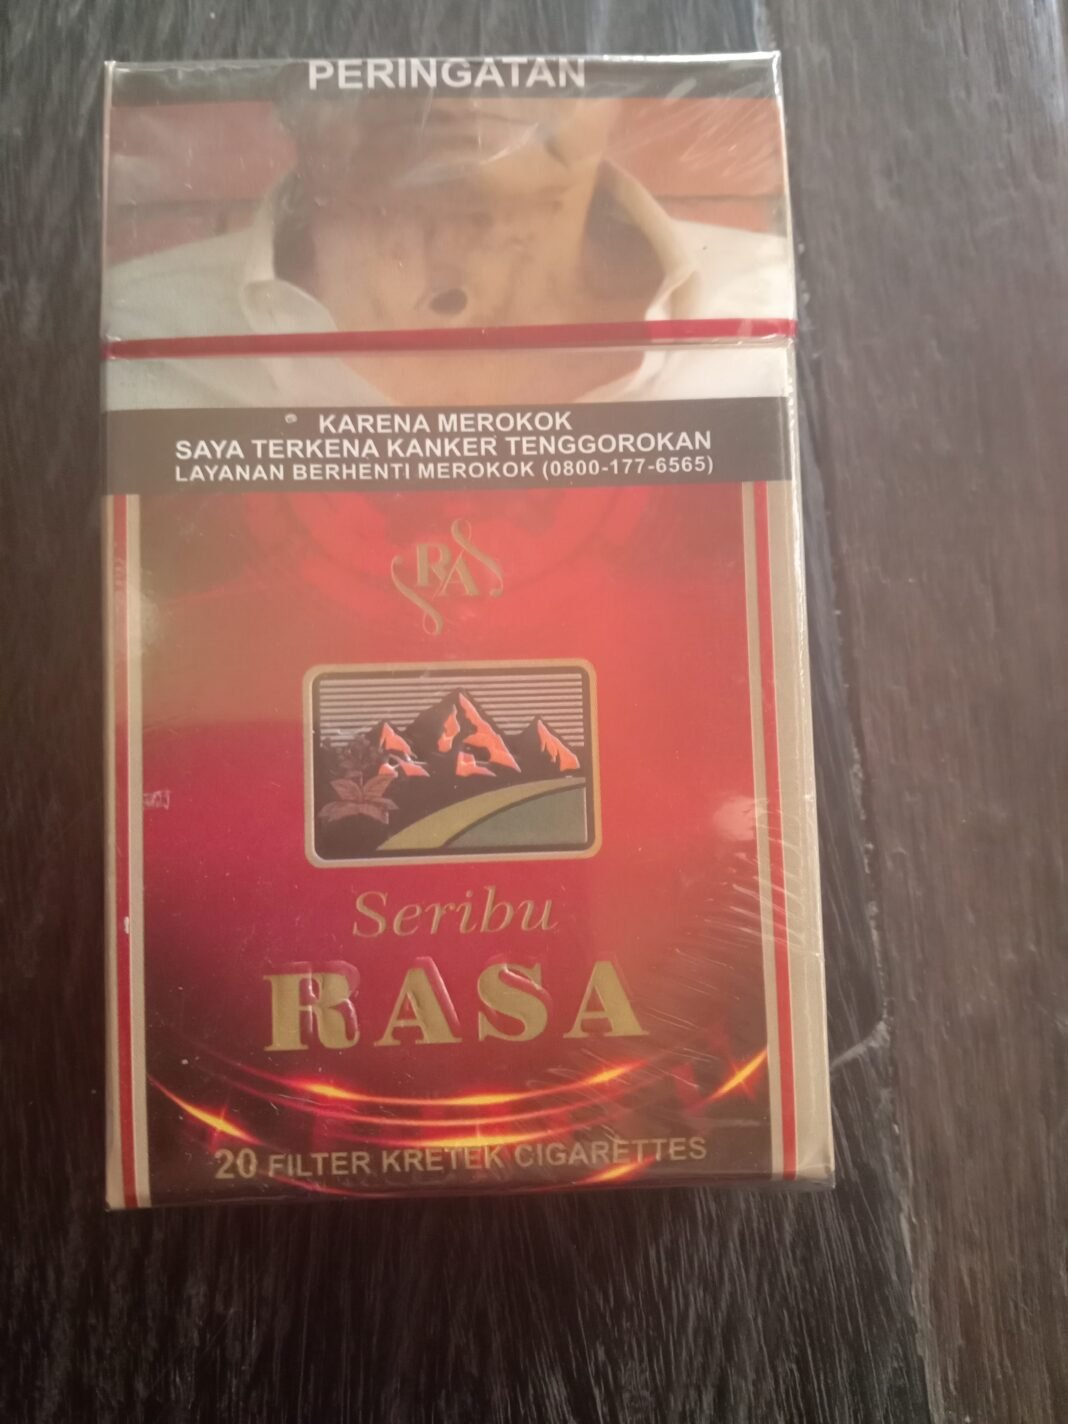 PERINGATAN
KARENA MEROKOK
SAYA TERKENA KANKER TENGGOROKAN
LAYANAN BERHENTI MEROKOK (0800-177-6565)
RA
Seribu
RASA
20 FILTER KRETEK CIGARETTES